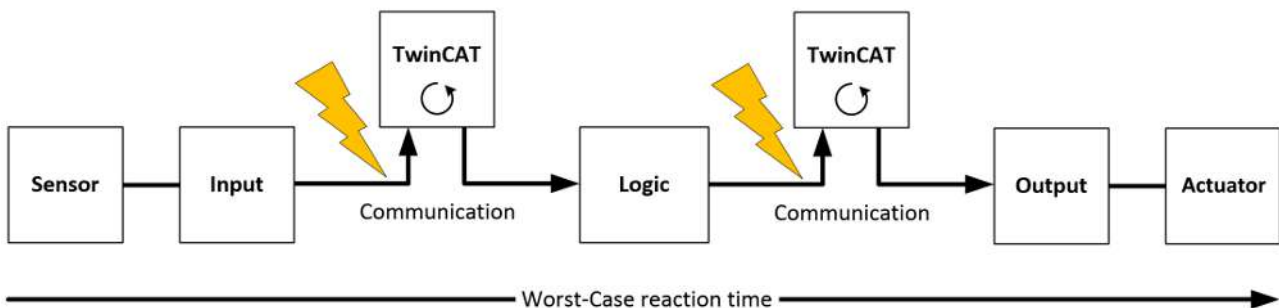 TwinCAT
TwinCAT
Sensor
Input
Logic
Output
Actuator
Communication
Communication
Worst-Case reaction time